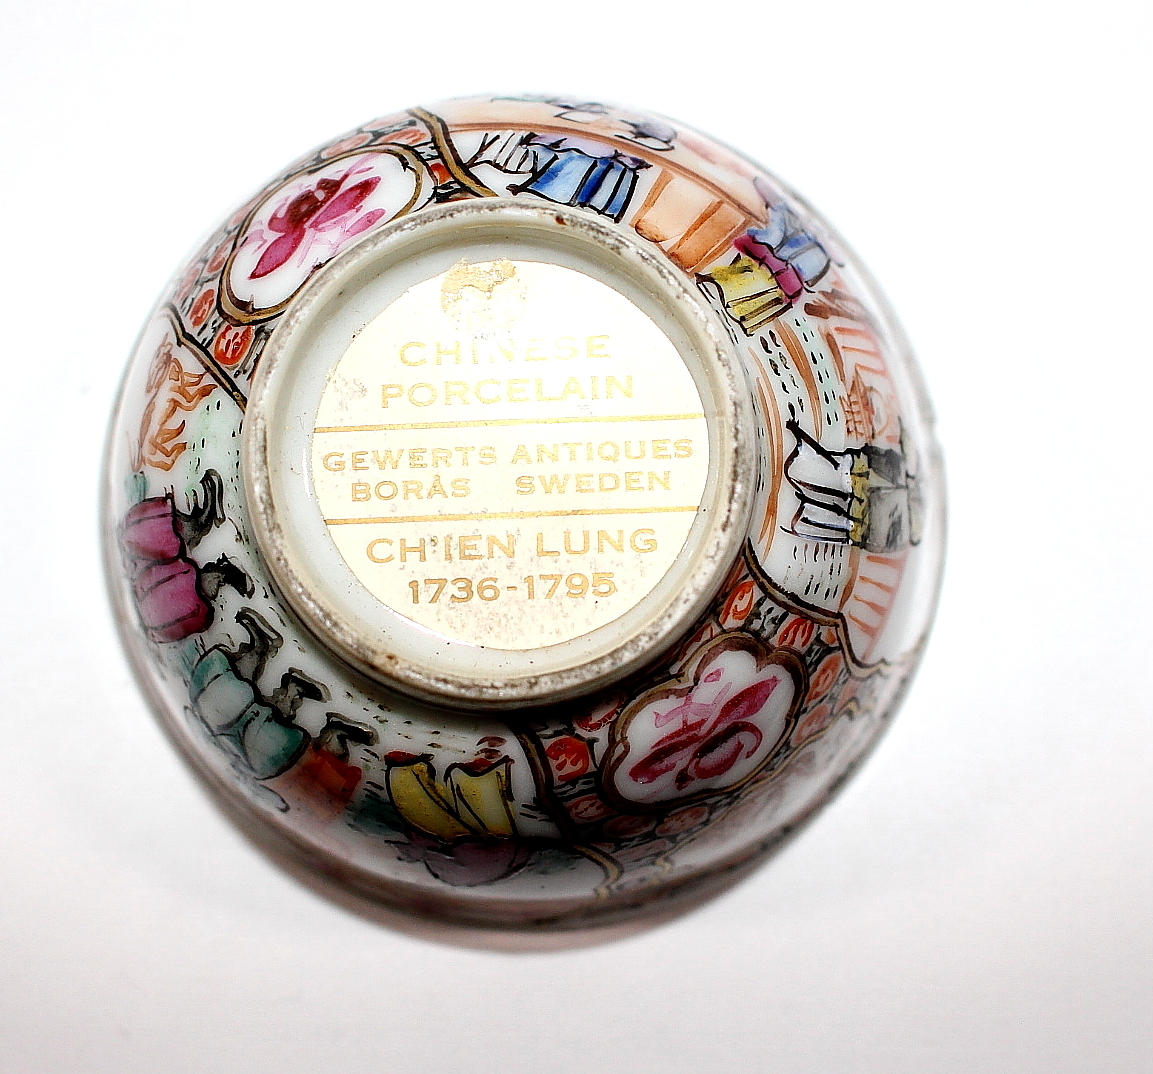 CHINESE
PORCELAIN
GEWERTS ANTIQUES
BORÅS SWEDEN
CH'IEN LUNG
1736-1795